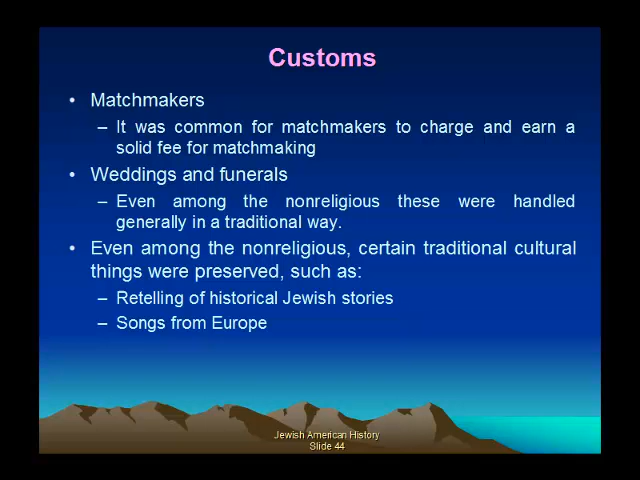 Customs
• Matchmakers
– It was common for matchmakers to charge and earn a
solid fee for matchmaking
• Weddings and funerals
– Even among the nonreligious these were handled
generally in a traditional way.
• Even among the nonreligious, certain traditional cultural
things were preserved, such as:
– Retelling of historical Jewish stories
– Songs from Europe
Jewish American History
Slide 44